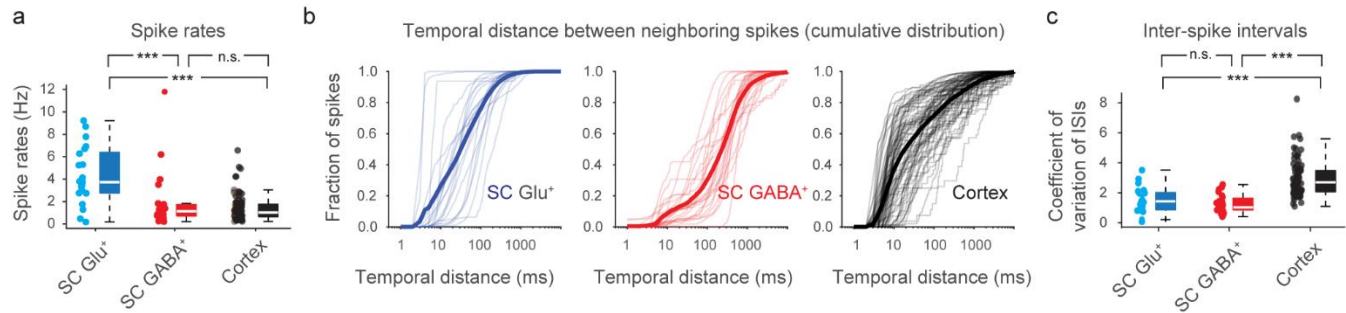 a
Spike rates
***
n.s.
***
Spike rates (Hz)
12
10
8
6
4
2
0
SC Glu⁺
SC GABA⁺
Cortex
b
Temporal distance between neighboring spikes (cumulative distribution)
Fraction of spikes
1.0
0.8
0.6
0.4
0.2
0.0
1 10 100 1000
SC Glu⁺
Temporal distance (ms)
1.0
0.8
0.6
0.4
0.2
0.0
1 10 100 1000
SC GABA⁺
Temporal distance (ms)
1.0
0.8
0.6
0.4
0.2
0.0
1 10 100 1000
Cortex
Temporal distance (ms)
c
Inter-spike intervals
n.s.
***
***
Coefficient of
variation of ISIs
8
6
4
2
0
SC Glu⁺
SC GABA⁺
Cortex